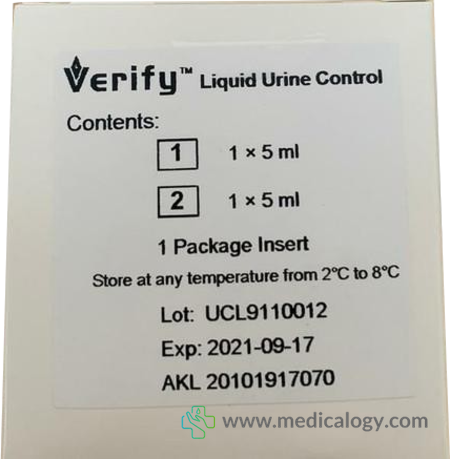 Verify™ Liquid Urine Control
Contents:
1 1 × 5 ml
2 1 × 5 ml
1 Package Insert
Store at any temperature from 2°C to 8°C
Lot: UCL9110012
Exp: 2021-09-17
AKL 20101917070
www.medicalogy.com